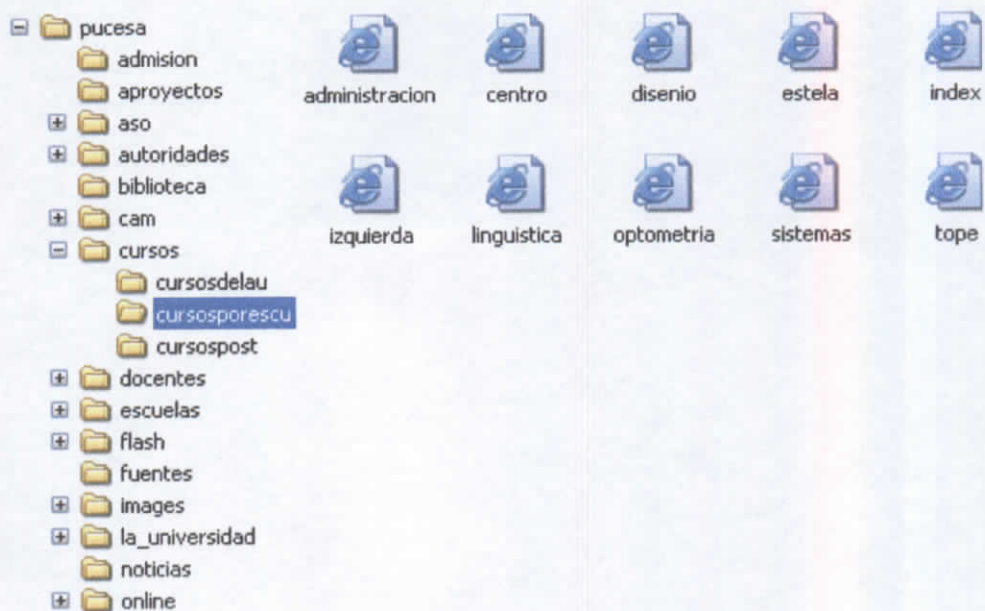 pucesa
admision
aproyectos
aso
autoridades
biblioteca
cam
cursos
cursosdelau
cursosporescu
cursospost
docentes
escuelas
flash
fuentes
images
la_universidad
noticias
online
administracion centro disenio estela index
izquierda linguistica optometria sistemas tope